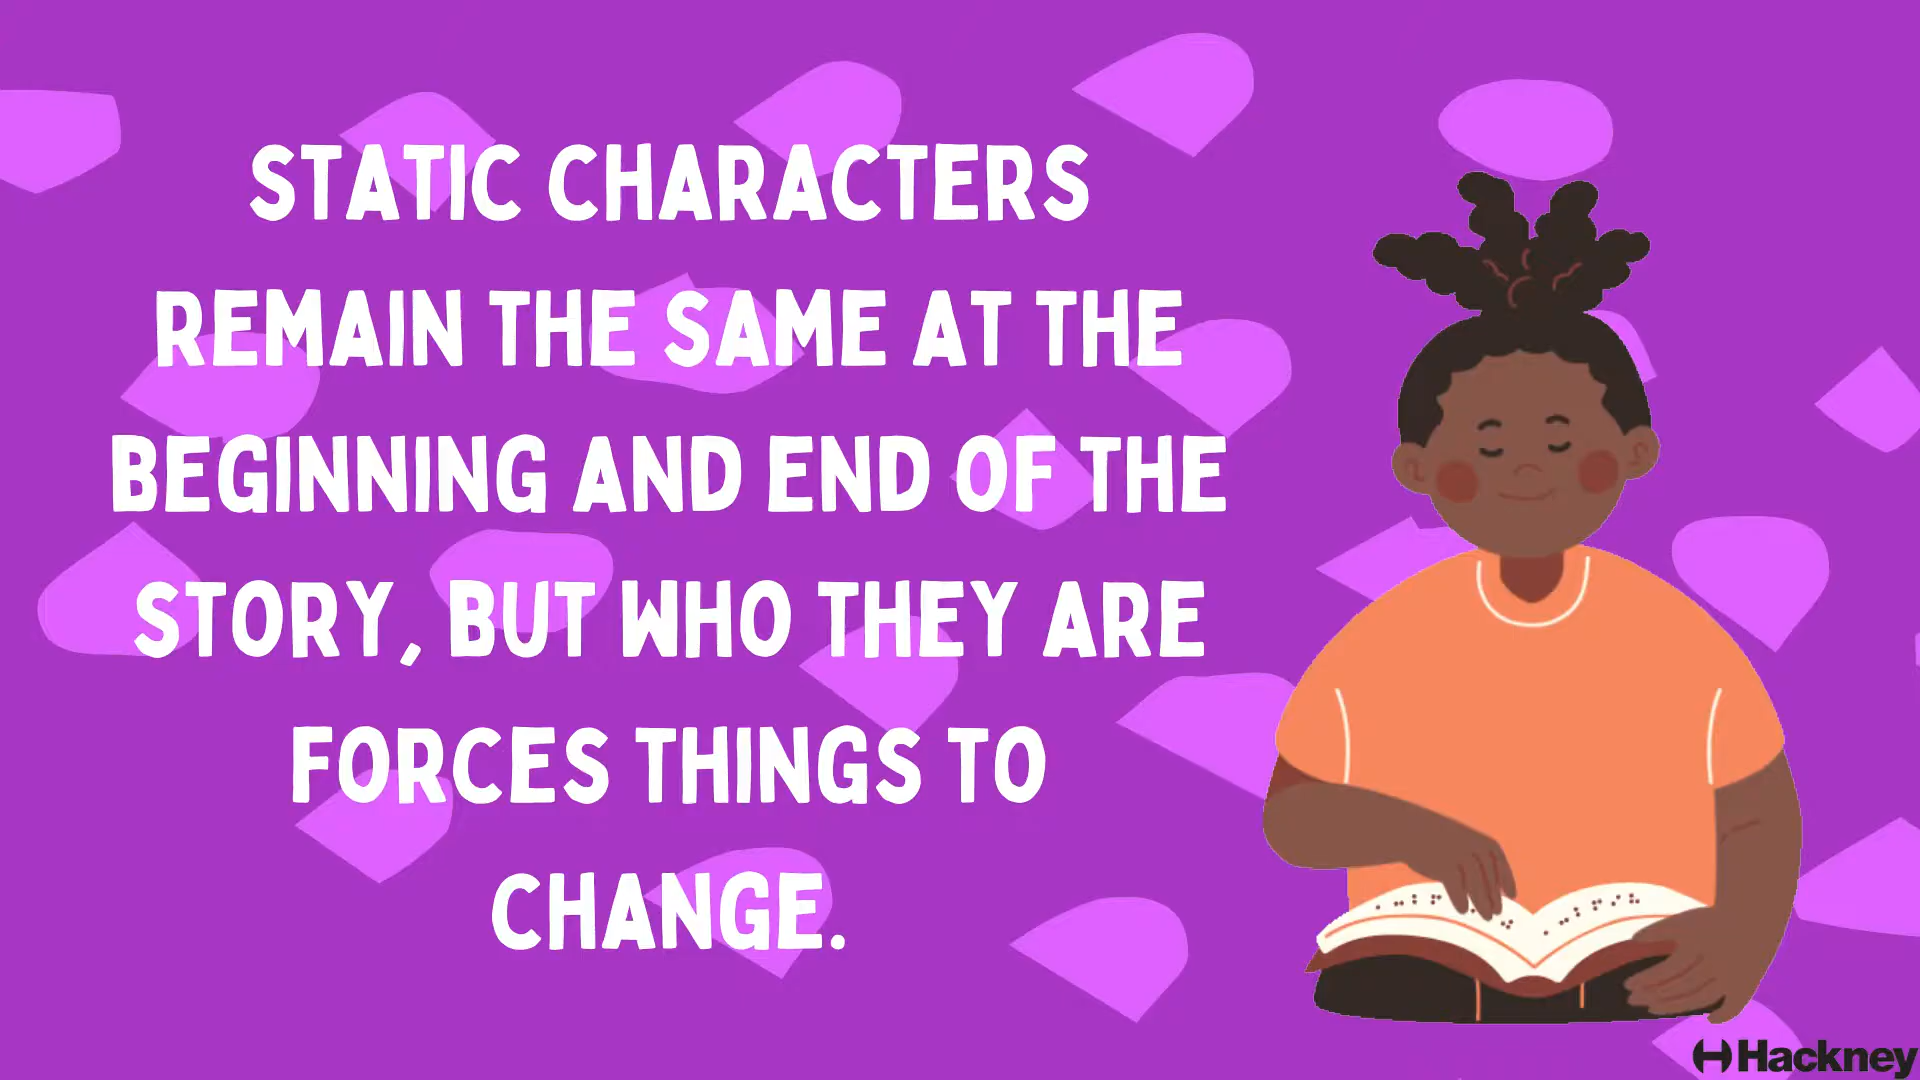 STATIC CHARACTERS
REMAIN THE SAME AT THE
BEGINNING AND END OF THE
STORY, BUT WHO THEY ARE
FORCES THINGS TO
CHANGE.
Hackney